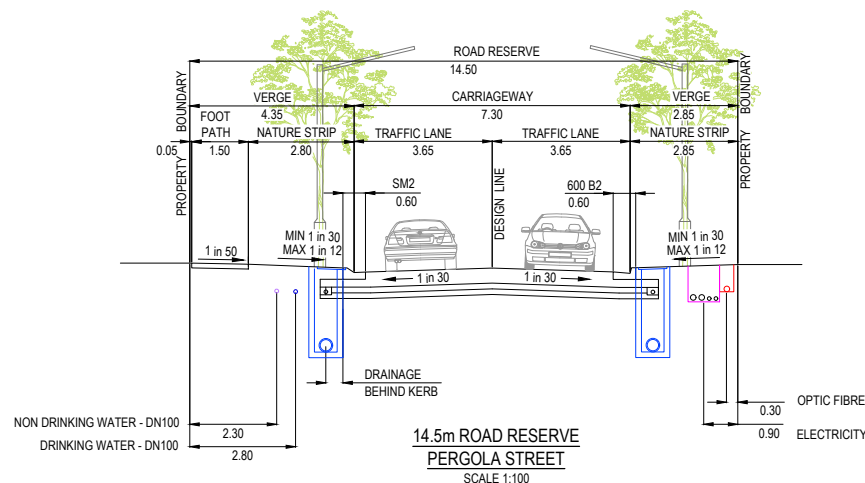 ROAD RESERVE
14.50
PROPERTY BOUNDARY
VERGE
4.35
CARRIAGEWAY
7.30
VERGE
2.85
PROPERTY BOUNDARY
FOOT
PATH
0.05
1.50
NATURE STRIP
2.80
TRAFFIC LANE
3.65
TRAFFIC LANE
3.65
NATURE STRIP
2.85
SM2
0.60
DESIGN LINE
600 B2
0.60
1 in 50
MIN 1 in 30
MAX 1 in 12
MIN 1 in 30
MAX 1 in 12
1 in 30
1 in 30
DRAINAGE
BEHIND KERB
NON DRINKING WATER - DN100
2.30
DRINKING WATER - DN100
2.80
OPTIC FIBRE
0.30
0.90
ELECTRICITY
14.5m ROAD RESERVE
PERGOLA STREET
SCALE 1:100